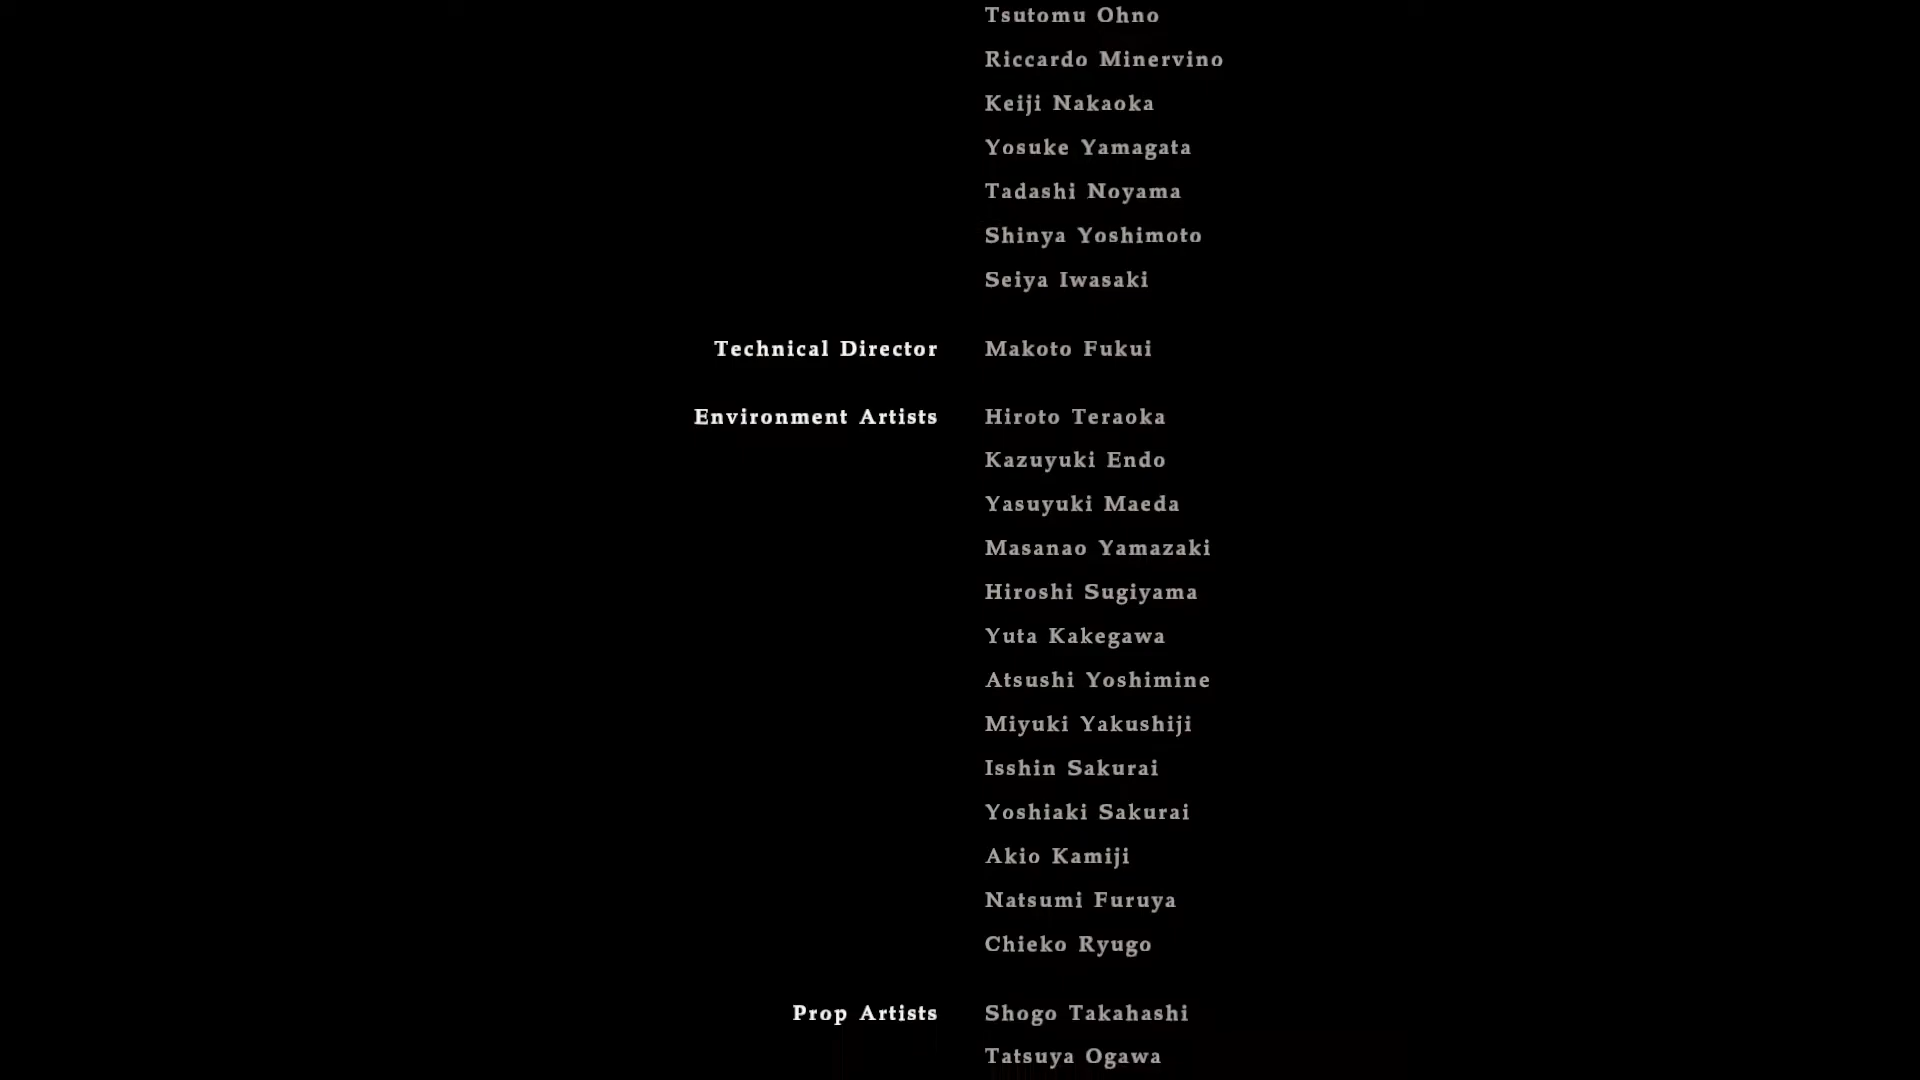 Tsutomu Ohno
Riccardo Minervino
Keiji Nakaoka
Yosuke Yamagata
Tadashi Noyama
Shinya Yoshimoto
Seiya Iwasaki
Technical Director Makoto Fukui
Environment Artists Hiroto Teraoka
Kazuyuki Endo
Yasuyuki Maeda
Masanao Yamazaki
Hiroshi Sugiyama
Yuta Kakegawa
Atsushi Yoshimine
Miyuki Yakushiji
Isshin Sakurai
Yoshiaki Sakurai
Akio Kamiji
Natsumi Furuya
Chieko Ryugo
Prop Artists Shogo Takahashi
Tatsuya Ogawa